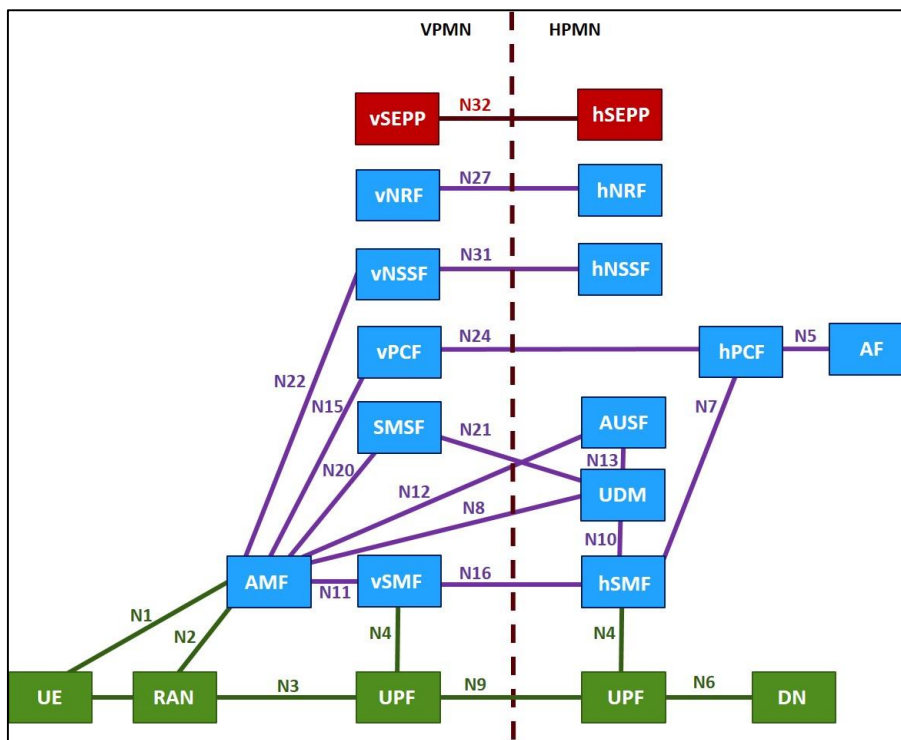 VPMN HPMN
vSEPP N32 hSEPP
vNRF N27 hNRF
vNSSF N31 hNSSF
vPCF N24 hPCF N5 AF
N22 N15 N7
SMSF N21 AUSF
N20 N12 N13
N8 UDM
N10
AMF N11 vSMF N16 hSMF
N1 N2 N4 N4
UE RAN N3 UPF N9 UPF N6 DN